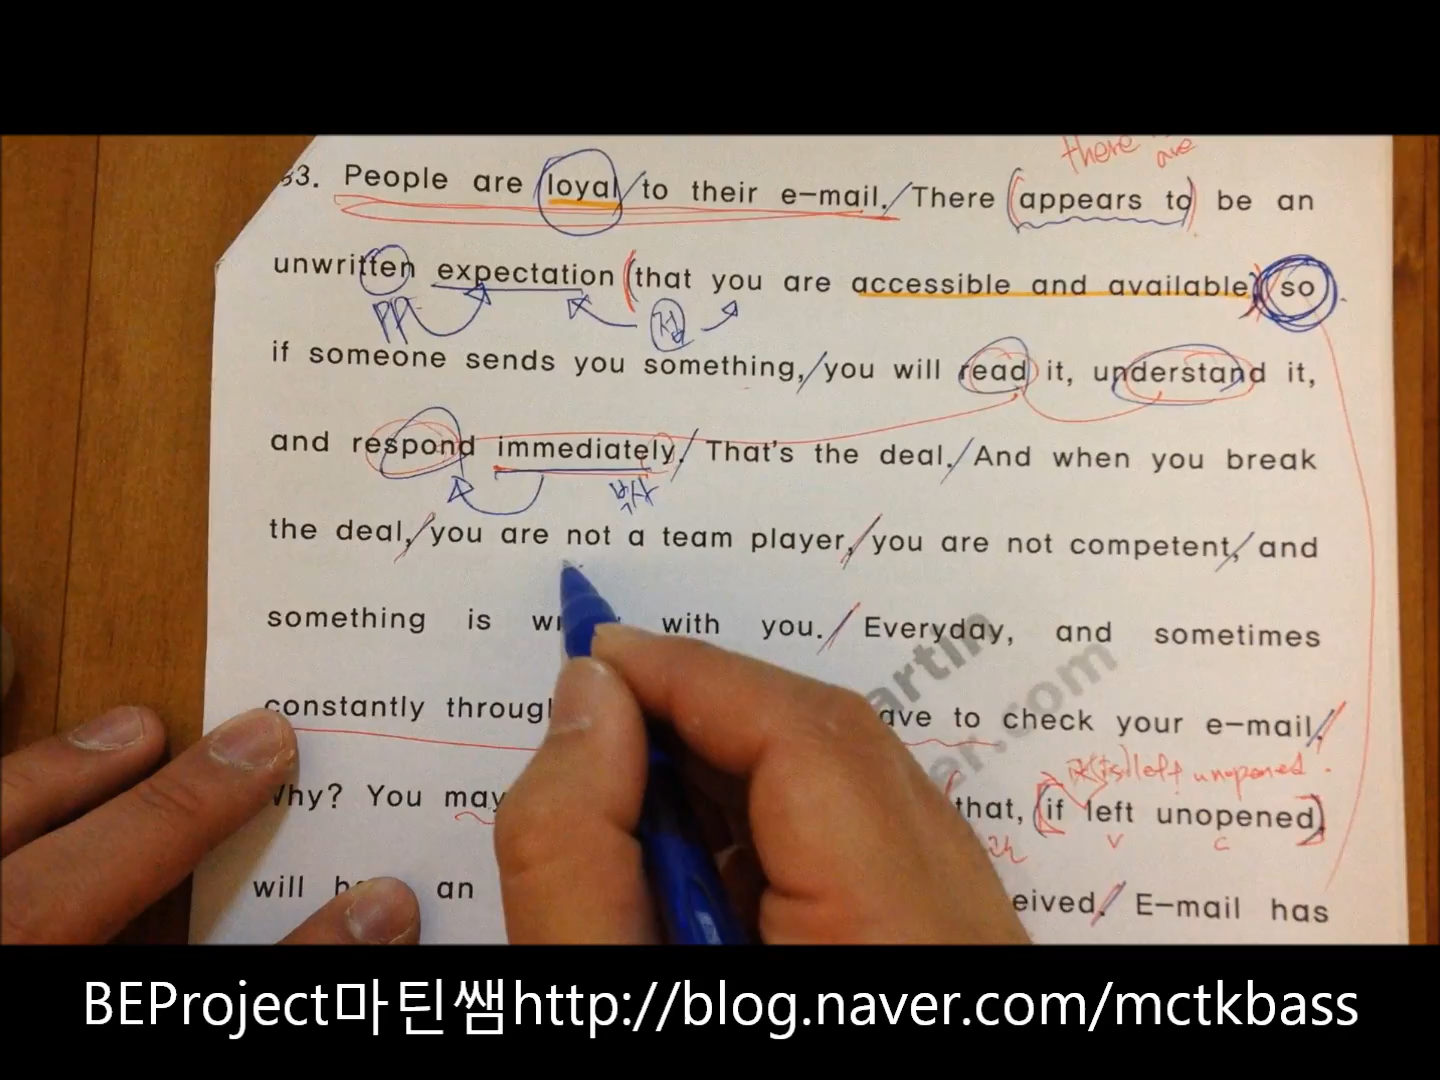 there
are
33. People are loyal to their e-mail. There appears to be an
unwritten expectation that you are accessible and available so
PP 접
if someone sends you something, you will read it, understand it,
and respond immediately. That's the deal. And when you break
부사
the deal, you are not a team player, you are not competent, and
something is with you. Everyday, and sometimes
constantly ave to check your e-mail.
left unopened.
Why? You may that, if left unopened,
V C
will an eived. E-mail has
artin
er.com
BEProject마틴쌤http://blog.naver.com/mctkbass